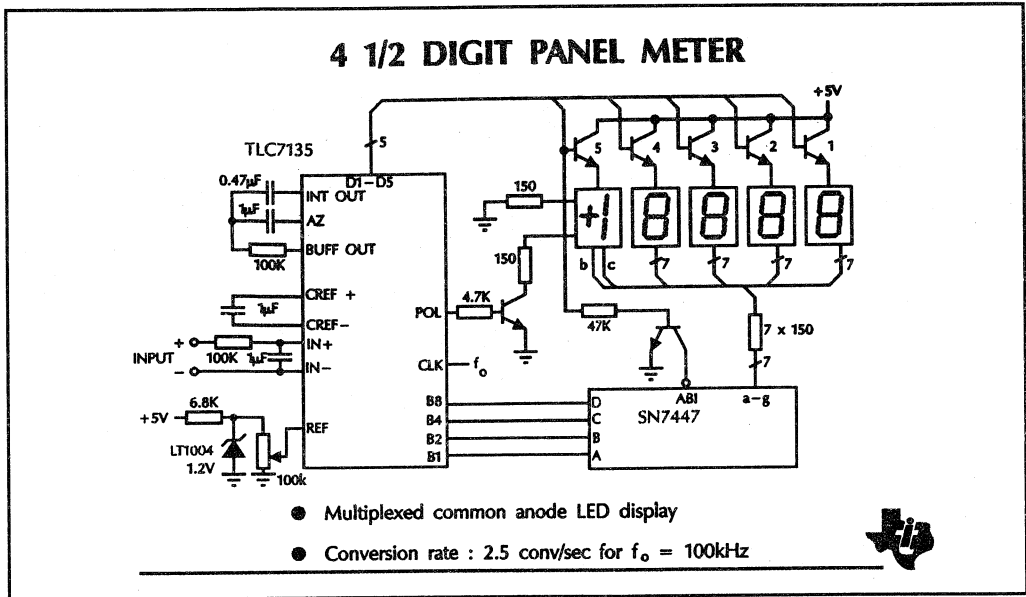 4 1/2 DIGIT PANEL METER
+5V
TLC7135
5
5
4
3
2
1
D1-D5
0.47µF
INT OUT
1µF
AZ
BUFF OUT
100K
150
150
+1
8
8
8
8
b
c
7
7
7
7
CREF +
1µF
CREF-
POL
4.7K
47K
7 x 150
+
IN+
INPUT
100K
1µF
-
IN-
CLK
f₀
7
ABI
a-g
SN7447
6.8K
+5V
REF
LT1004
1.2V
100k
B8
D
B4
C
B2
B
B1
A
● Multiplexed common anode LED display
● Conversion rate : 2.5 conv/sec for f₀ = 100kHz